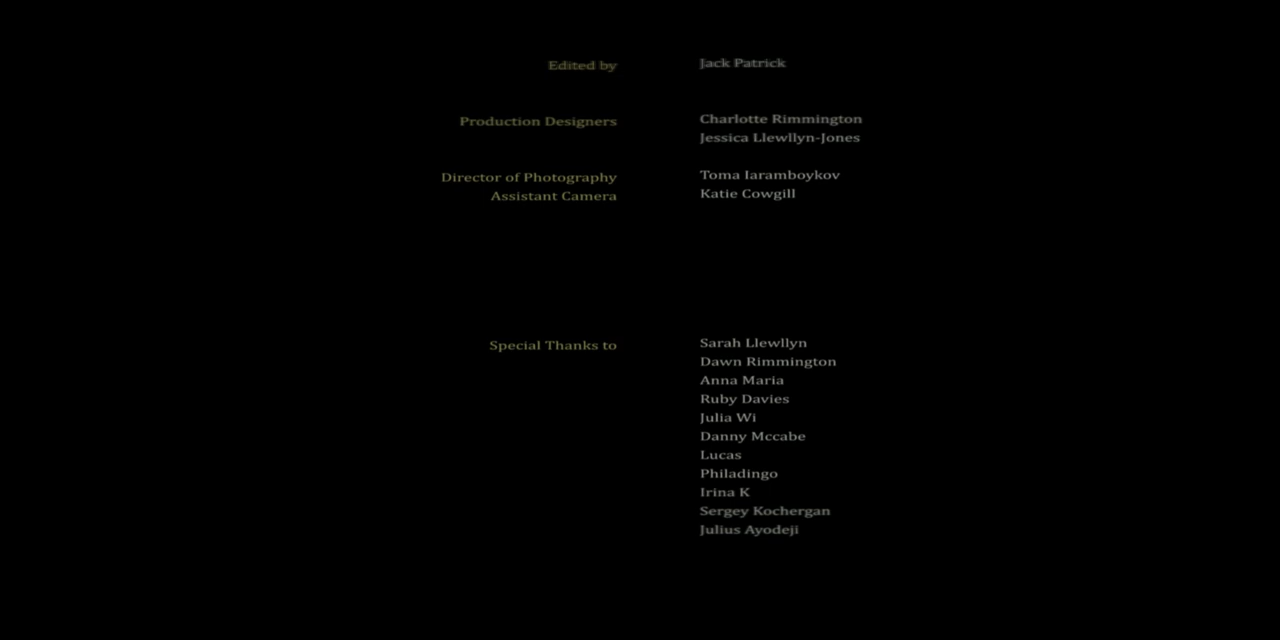 Edited by Jack Patrick
Production Designers Charlotte Rimmington
Jessica Llewllyn-Jones
Director of Photography Toma Iaramboykov
Assistant Camera Katie Cowgill
Special Thanks to Sarah Llewllyn
Dawn Rimmington
Anna Maria
Ruby Davies
Julia Wi
Danny Mccabe
Lucas
Philadingo
Irina K
Sergey Kochergan
Julius Ayodeji